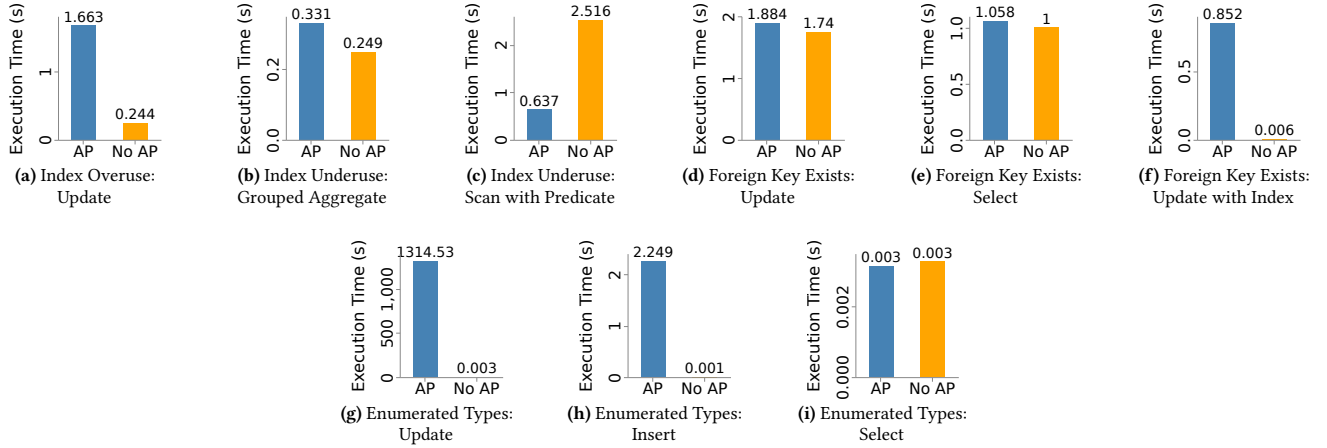 Execution Time (s)
0
1
1.663
0.244
AP
No AP
(a) Index Overuse:
Update
Execution Time (s)
0.0
0.2
0.331
0.249
AP
No AP
(b) Index Underuse:
Grouped Aggregate
Execution Time (s)
0
1
2
0.637
2.516
AP
No AP
(c) Index Underuse:
Scan with Predicate
Execution Time (s)
0
1
2
1.884
1.74
AP
No AP
(d) Foreign Key Exists:
Update
Execution Time (s)
0.0
0.5
1.0
1.058
1
AP
No AP
(e) Foreign Key Exists:
Select
Execution Time (s)
0.0
0.5
0.852
0.006
AP
No AP
(f) Foreign Key Exists:
Update with Index
Execution Time (s)
0
500
1,000
1314.53
0.003
AP
No AP
(g) Enumerated Types:
Update
Execution Time (s)
0
1
2
2.249
0.001
AP
No AP
(h) Enumerated Types:
Insert
Execution Time (s)
0.000
0.002
0.003
0.003
AP
No AP
(i) Enumerated Types:
Select